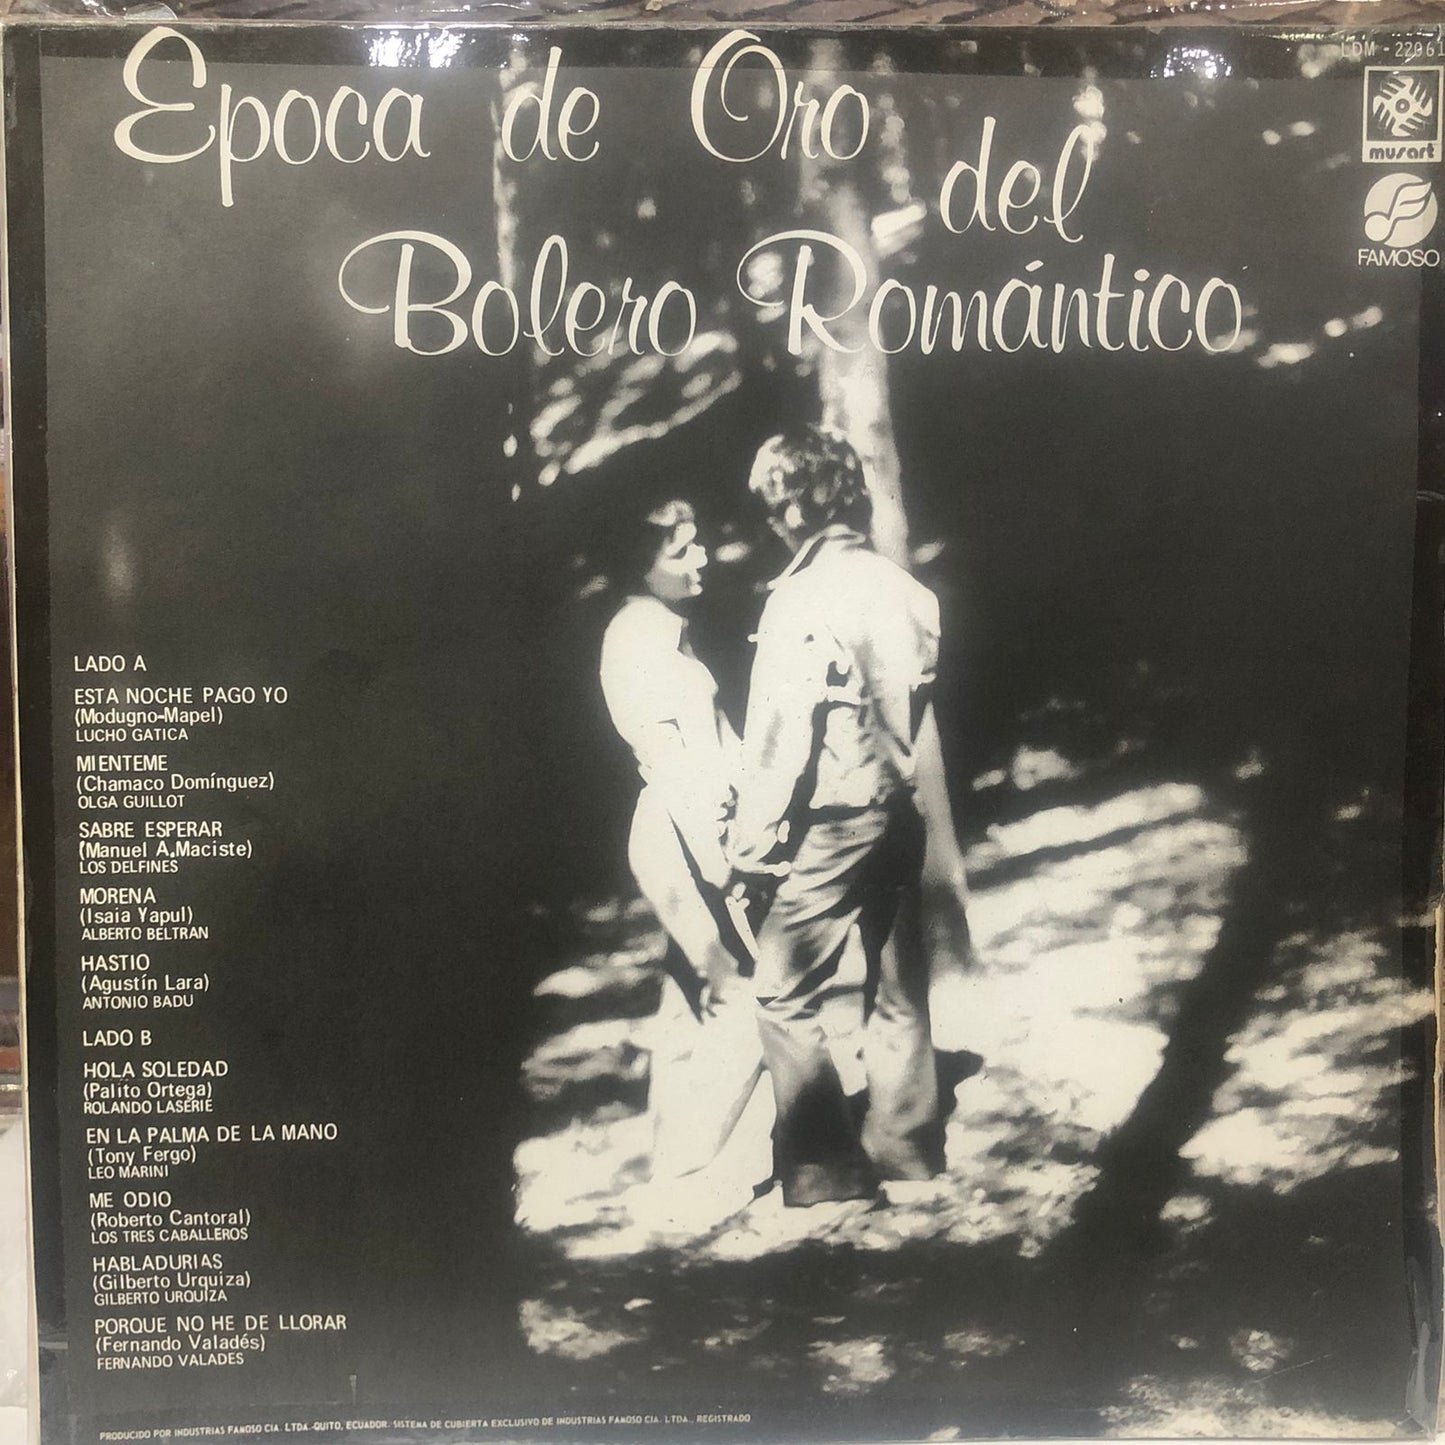 LDM - 22061
Epoca de Oro
del
Bolero Romántico
musart
FAMOSO
LADO A
ESTA NOCHE PAGO YO
(Modugno-Mapel)
LUCHO GATICA
MIENTEME
(Chamaco Domínguez)
OLGA GUILLOT
SABRE ESPERAR
(Manuel A. Maciste)
LOS DELFINES
MORENA
(Isaía Yapul)
ALBERTO BELTRAN
HASTIO
(Agustín Lara)
ANTONIO BADU
LADO B
HOLA SOLEDAD
(Palito Ortega)
ROLANDO LASERIE
EN LA PALMA DE LA MANO
(Tony Fergo)
LEO MARINI
ME ODIO
(Roberto Cantoral)
LOS TRES CABALLEROS
HABLADURIAS
(Gilberto Urquiza)
GILBERTO URQUIZA
PORQUE NO HE DE LLORAR
(Fernando Valadés)
FERNANDO VALADES
PRODUCIDO POR INDUSTRIAS FAMOSO CIA. LTDA.-QUITO, ECUADOR. SISTEMA DE CUBIERTA EXCLUSIVO DE INDUSTRIAS FAMOSO CIA. LTDA., REGISTRADO